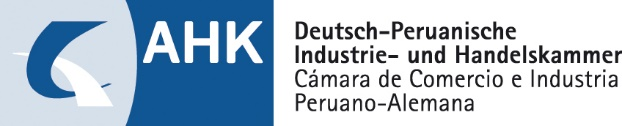 AHK
Deutsch-Peruanische
Industrie- und Handelskammer
Cámara de Comercio e Industria
Peruano-Alemana